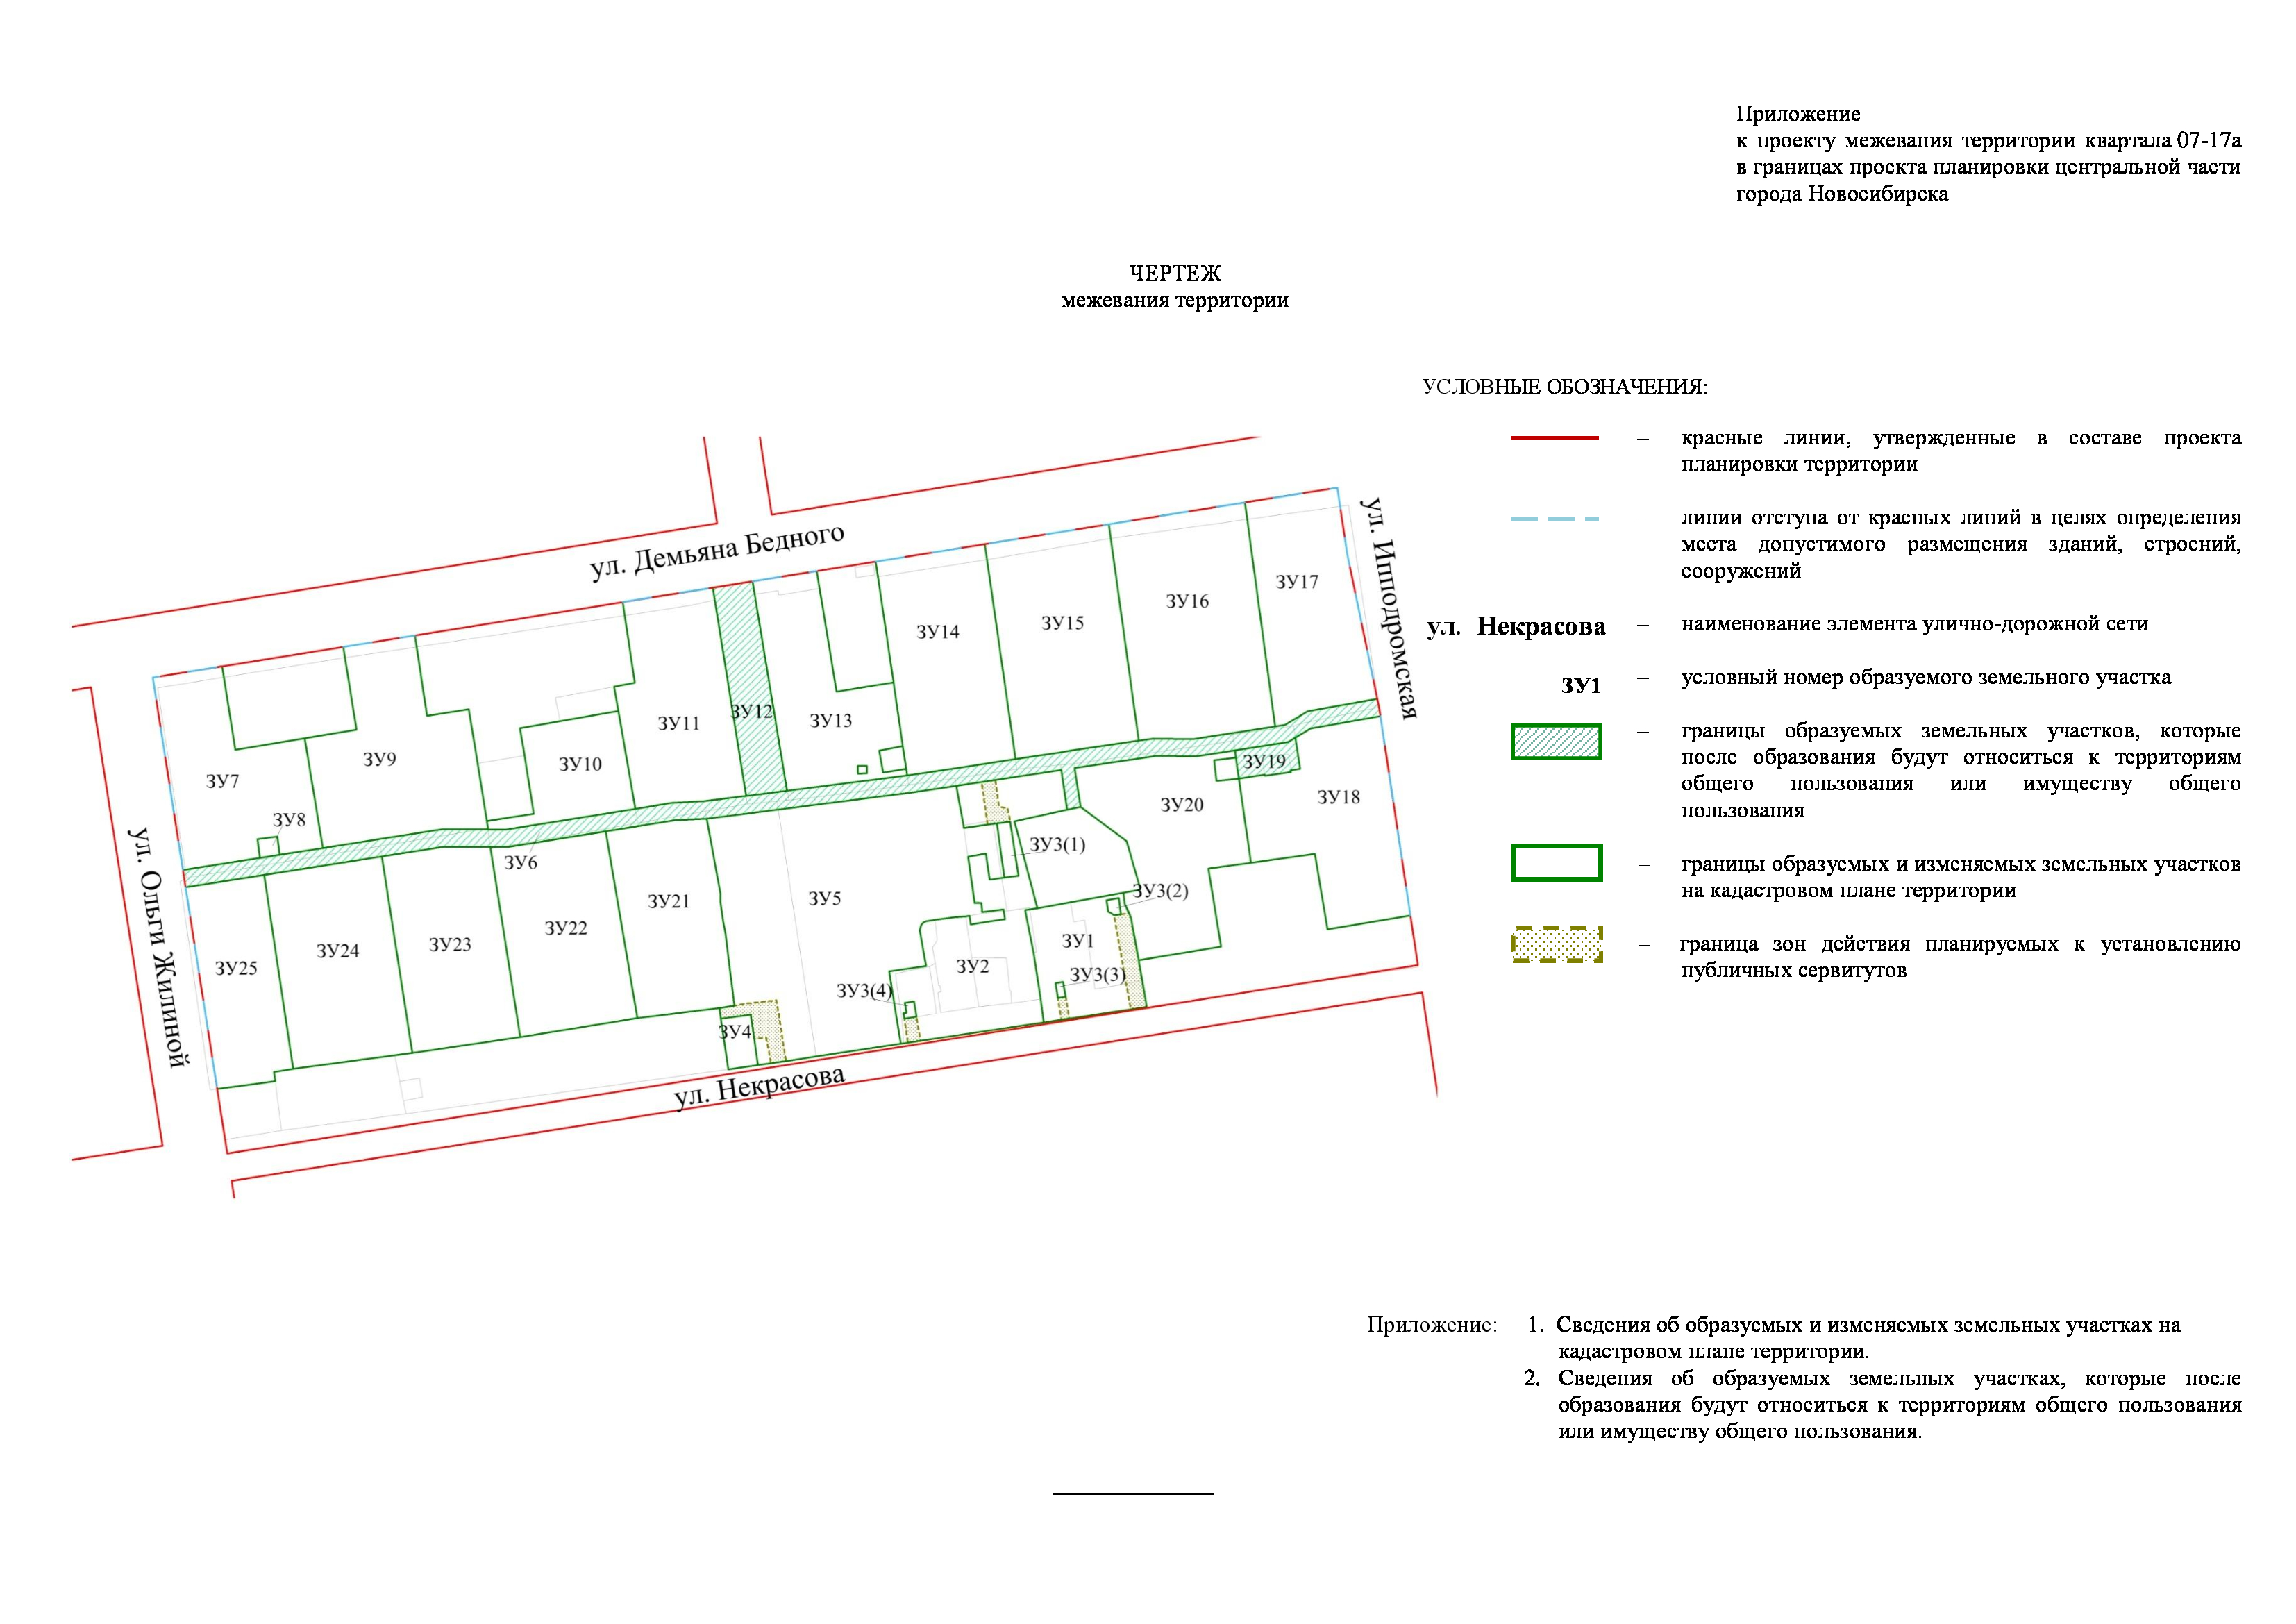 Приложение
к проекту межевания территории квартала 07-17а
в границах проекта планировки центральной части
города Новосибирска
ЧЕРТЕЖ
межевания территории
УСЛОВНЫЕ ОБОЗНАЧЕНИЯ:
– красные линии, утвержденные в составе проекта
планировки территории
– линии отступа от красных линий в целях определения
места допустимого размещения зданий, строений,
сооружений
ул. Некрасова – наименование элемента улично-дорожной сети
ЗУ1 – условный номер образуемого земельного участка
– границы образуемых земельных участков, которые
после образования будут относиться к территориям
общего пользования или имуществу общего
пользования
– границы образуемых и изменяемых земельных участков
на кадастровом плане территории
– граница зон действия планируемых к установлению
публичных сервитутов
ул. Демьяна Бедного
ул. Ипподромская
ул. Ольги Жилиной
ул. Некрасова
ЗУ17
ЗУ16
ЗУ15
ЗУ14
ЗУ13
ЗУ12
ЗУ11
ЗУ10
ЗУ9
ЗУ7
ЗУ8
ЗУ6
ЗУ19
ЗУ18
ЗУ20
ЗУ3(1)
ЗУ3(2)
ЗУ5
ЗУ21
ЗУ22
ЗУ23
ЗУ24
ЗУ25
ЗУ1
ЗУ2
ЗУ3(3)
ЗУ3(4)
ЗУ4
Приложение: 1. Сведения об образуемых и изменяемых земельных участках на
кадастровом плане территории.
2. Сведения об образуемых земельных участках, которые после
образования будут относиться к территориям общего пользования
или имуществу общего пользования.